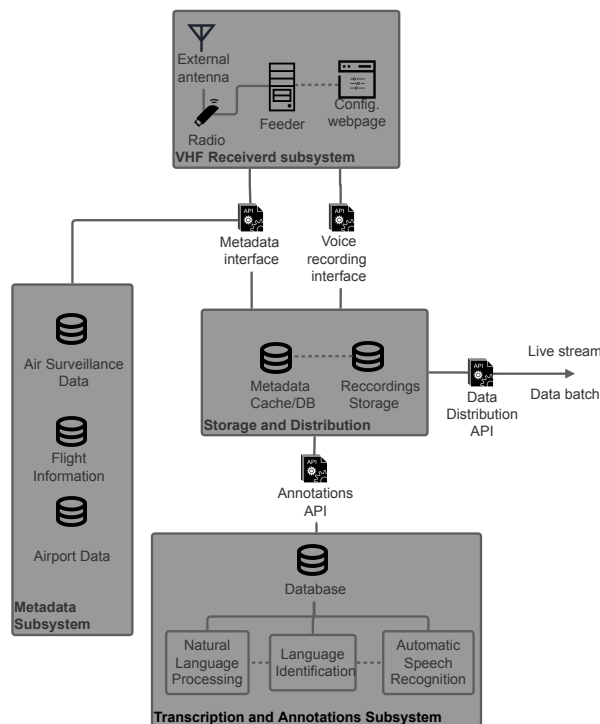 External
antenna
Radio
Feeder
Config.
webpage
VHF Receiverd subsystem
API
Metadata
interface
API
Voice
recording
interface
Air Surveillance
Data
Flight
Information
Airport Data
Metadata
Subsystem
Metadata
Cache/DB
Reccordings
Storage
Storage and Distribution
API
Data
Distribution
API
Live stream
Data batch
API
Annotations
API
Database
Natural
Language
Processing
Language
Identification
Automatic
Speech
Recognition
Transcription and Annotations Subsystem